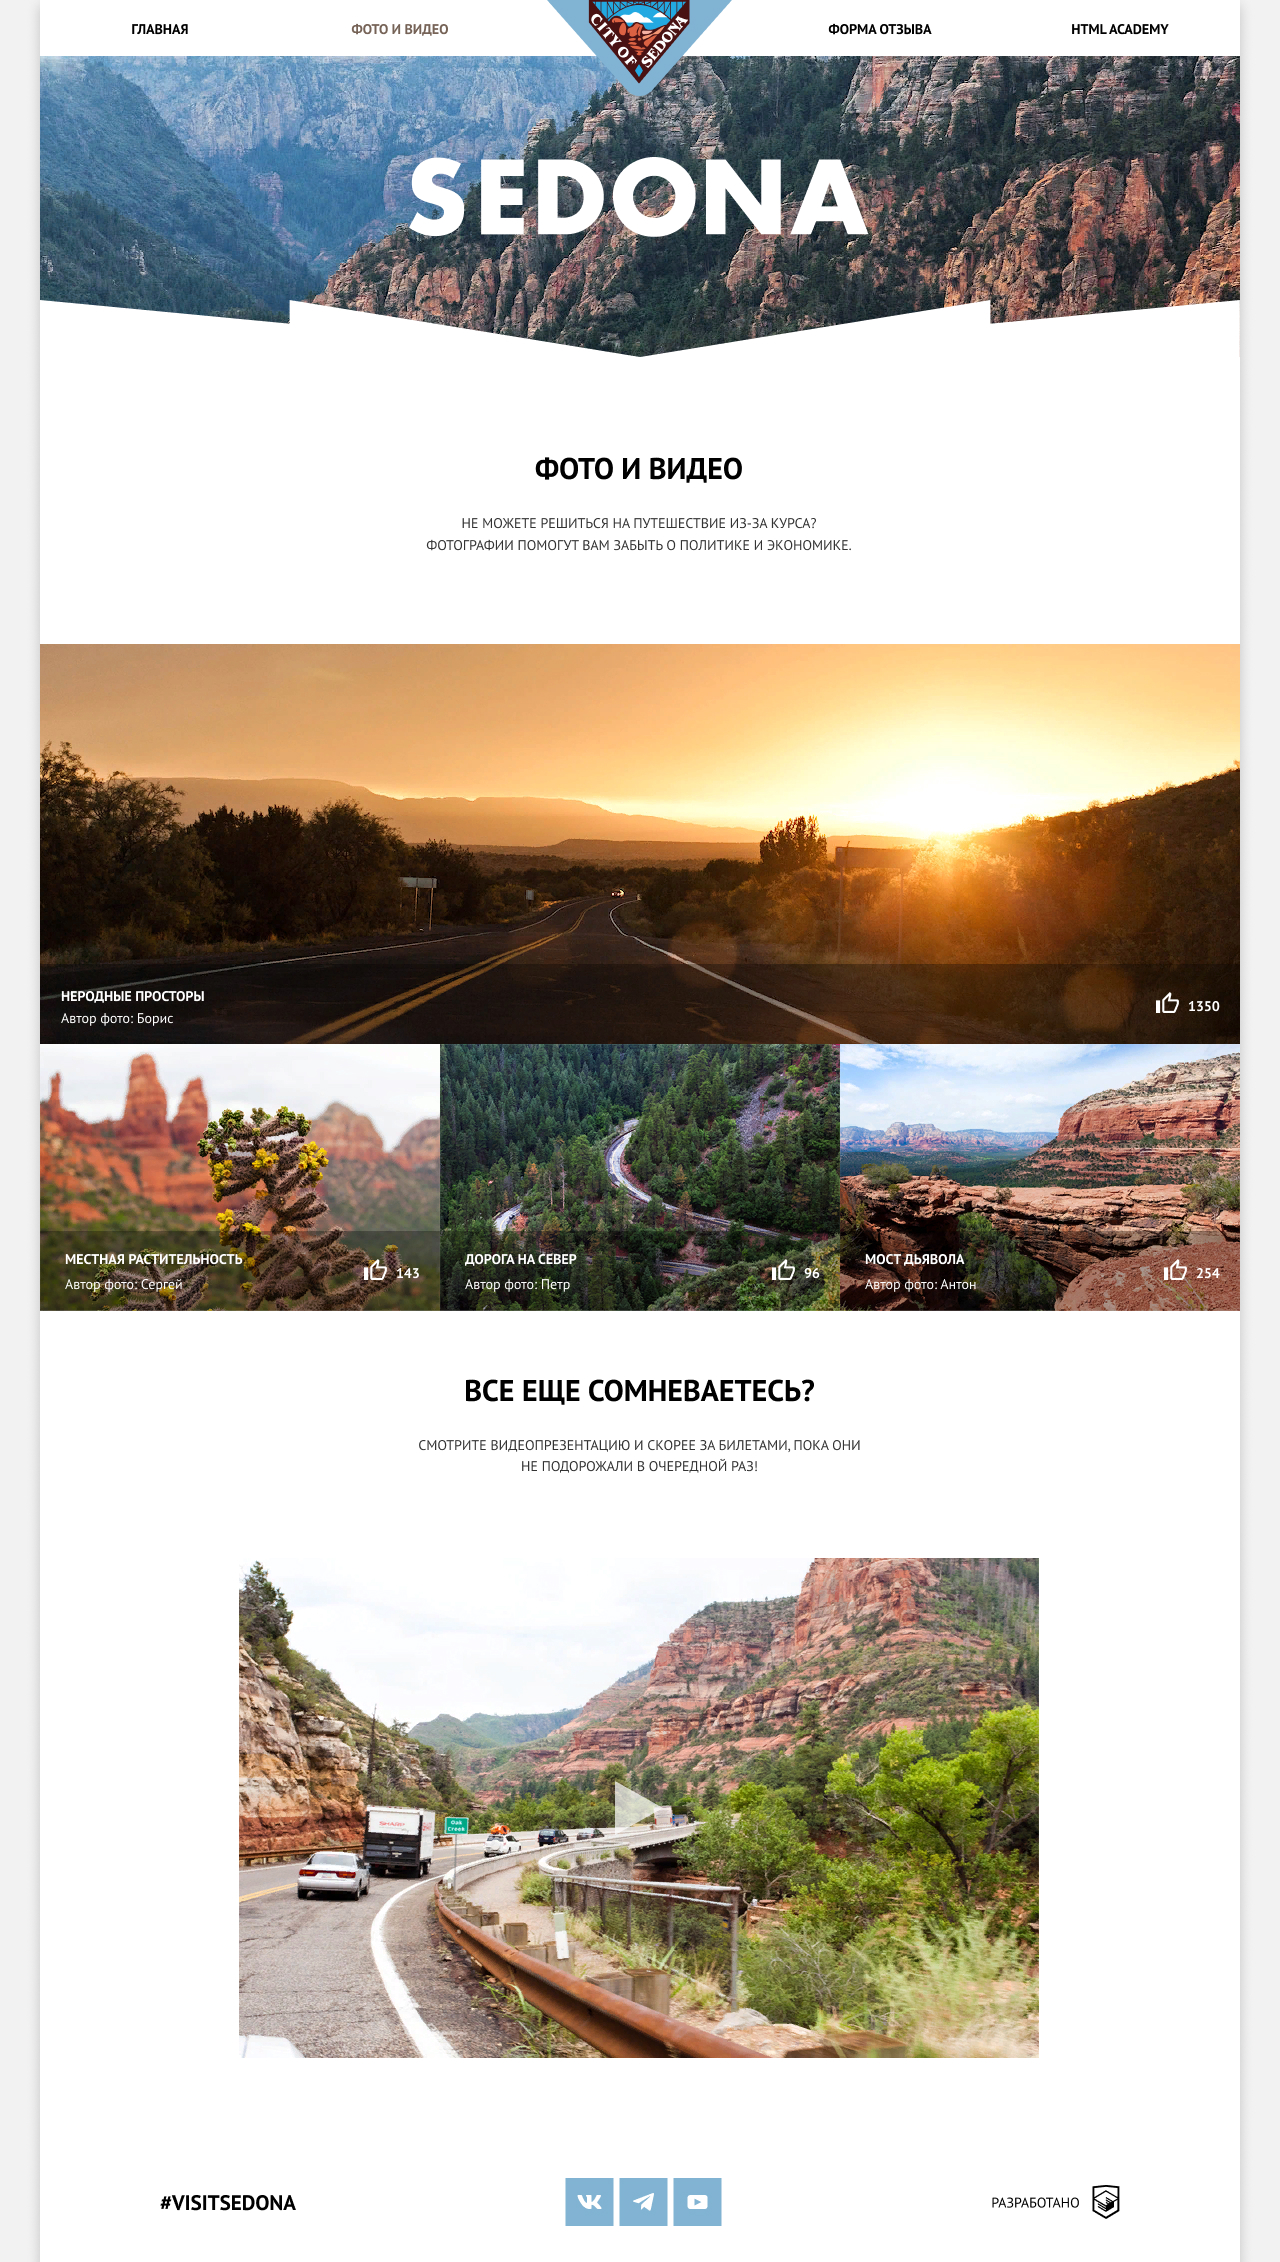 ГЛАВНАЯ
ФОТО И ВИДЕО
CITY OF SEDONA
ФОРМА ОТЗЫВА
HTML ACADEMY
SEDONA
ФОТО И ВИДЕО
НЕ МОЖЕТЕ РЕШИТЬСЯ НА ПУТЕШЕСТВИЕ ИЗ-ЗА КУРСА?
ФОТОГРАФИИ ПОМОГУТ ВАМ ЗАБЫТЬ О ПОЛИТИКЕ И ЭКОНОМИКЕ.
НЕРОДНЫЕ ПРОСТОРЫ
Автор фото: Борис
1350
МЕСТНАЯ РАСТИТЕЛЬНОСТЬ
Автор фото: Сергей
143
ДОРОГА НА СЕВЕР
Автор фото: Петр
96
МОСТ ДЬЯВОЛА
Автор фото: Антон
254
ВСЕ ЕЩЕ СОМНЕВАЕТЕСЬ?
СМОТРИТЕ ВИДЕОПРЕЗЕНТАЦИЮ И СКОРЕЕ ЗА БИЛЕТАМИ, ПОКА ОНИ
НЕ ПОДОРОЖАЛИ В ОЧЕРЕДНОЙ РАЗ!
SHARP
Oak
Creek
#VISITSEDONA
РАЗРАБОТАНО